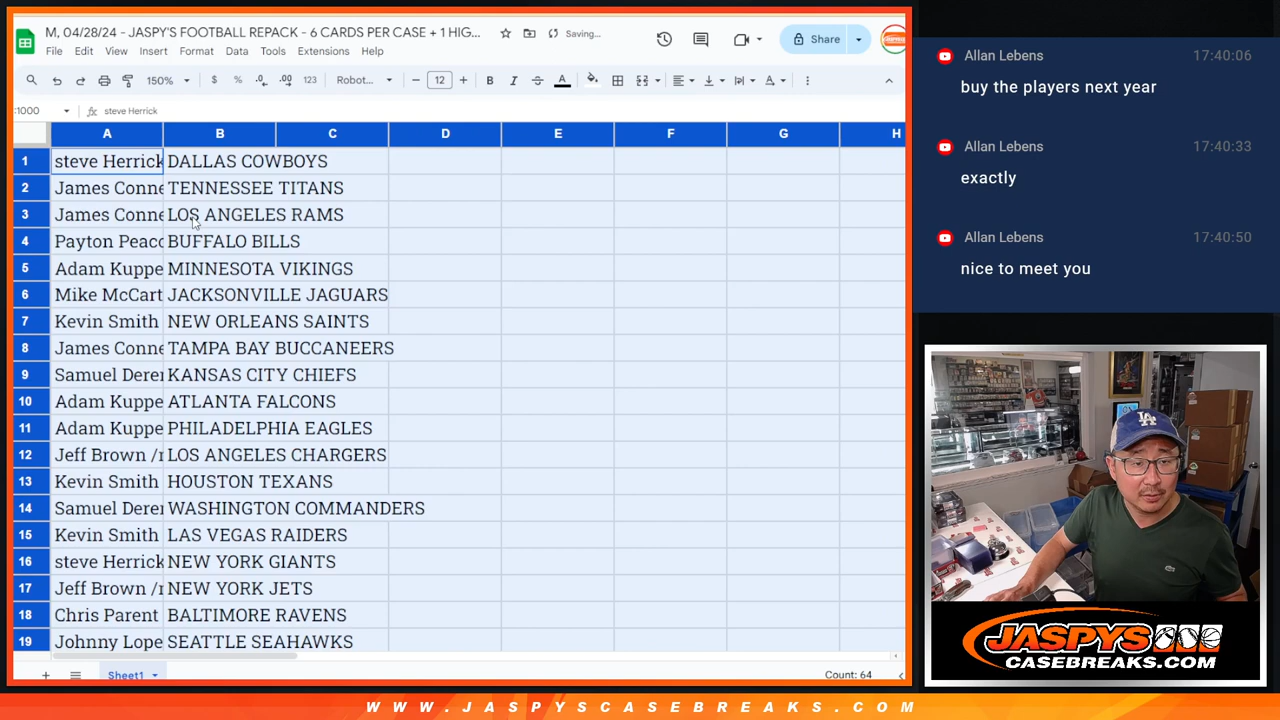 M, 04/28/24 - JASPY'S FOOTBALL REPACK - 6 CARDS PER CASE + 1 HIG...
Saving...
Share
File Edit View Insert Format Data Tools Extensions Help
150% $ % .0 .00 123 Robot... 12 B I A
:1000 fx steve Herrick
A B C D E F G H
1 steve Herrick DALLAS COWBOYS
2 James Conne TENNESSEE TITANS
3 James Conne LOS ANGELES RAMS
4 Payton Peaco BUFFALO BILLS
5 Adam Kuppe MINNESOTA VIKINGS
6 Mike McCart JACKSONVILLE JAGUARS
7 Kevin Smith NEW ORLEANS SAINTS
8 James Conne TAMPA BAY BUCCANEERS
9 Samuel Derer KANSAS CITY CHIEFS
10 Adam Kuppe ATLANTA FALCONS
11 Adam Kuppe PHILADELPHIA EAGLES
12 Jeff Brown /r LOS ANGELES CHARGERS
13 Kevin Smith HOUSTON TEXANS
14 Samuel Derer WASHINGTON COMMANDERS
15 Kevin Smith LAS VEGAS RAIDERS
16 steve Herrick NEW YORK GIANTS
17 Jeff Brown /r NEW YORK JETS
18 Chris Parent BALTIMORE RAVENS
19 Johnny Lope SEATTLE SEAHAWKS
Sheet1
Count: 64
Allan Lebens 17:40:06
buy the players next year
Allan Lebens 17:40:33
exactly
Allan Lebens 17:40:50
nice to meet you
LA
JASPYS
CASEBREAKS.COM
WWW.JASPYSCASEBREAKS.COM